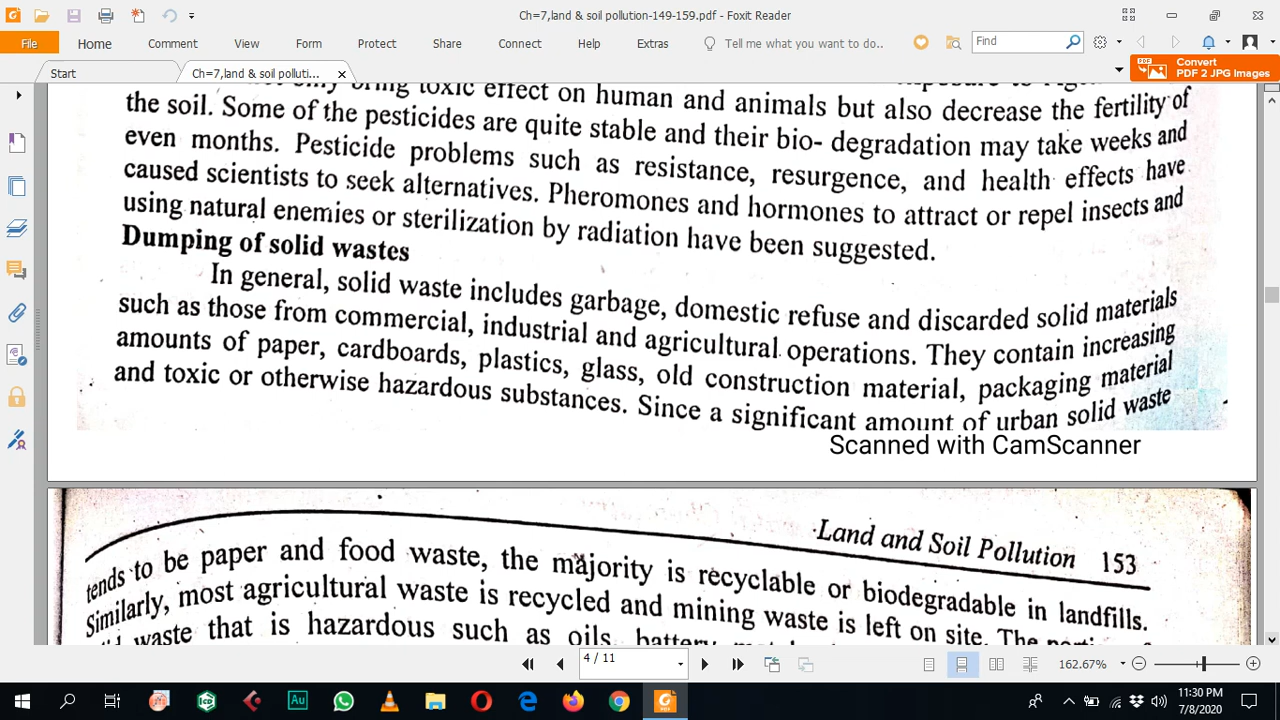 Ch=7,land & soil pollution-149-159.pdf - Foxit Reader
File Home Comment View Form Protect Share Connect Help Extras Tell me what you want to do.. Find
Start Ch=7,land & soil polluti...
Convert
PDF 2 JPG Images
only bring toxic effect on human and animals but also decrease the fertility of
the soil. Some of the pesticides are quite stable and their bio- degradation may take weeks and
even months. Pesticide problems such as resistance, resurgence, and health effects have
caused scientists to seek alternatives. Pheromones and hormones to attract or repel insects and
using natural enemies or sterilization by radiation have been suggested.
Dumping of solid wastes
In general, solid waste includes garbage, domestic refuse and discarded solid materials
such as those from commercial, industrial and agricultural operations. They contain increasing
amounts of paper, cardboards, plastics, glass, old construction material, packaging material
and toxic or otherwise hazardous substances. Since a significant amount of urban solid waste
Scanned with CamScanner
Land and Soil Pollution 153
tends to be paper and food waste, the majority is recyclable or biodegradable in landfills.
Similarly, most agricultural waste is recycled and mining waste is left on site. The
waste that is hazardous such as oils, battery
4 / 11
162.67%
11:30 PM
7/8/2020